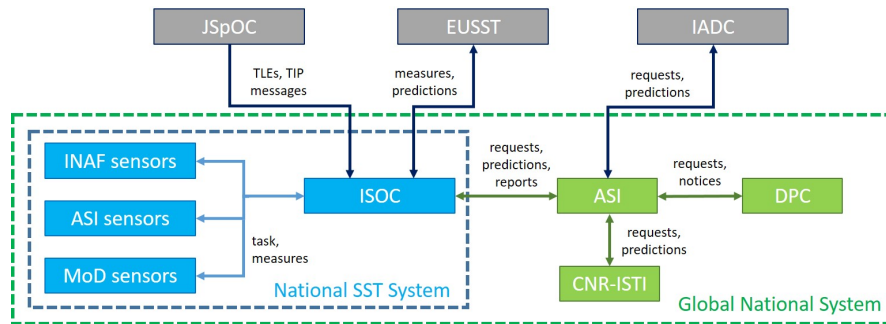 JSpOC
EUSST
IADC
TLEs, TIP
messages
measures,
predictions
requests,
predictions
INAF sensors
ASI sensors
MoD sensors
task,
measures
ISOC
requests,
predictions,
reports
ASI
requests,
notices
DPC
requests,
predictions
CNR-ISTI
National SST System
Global National System